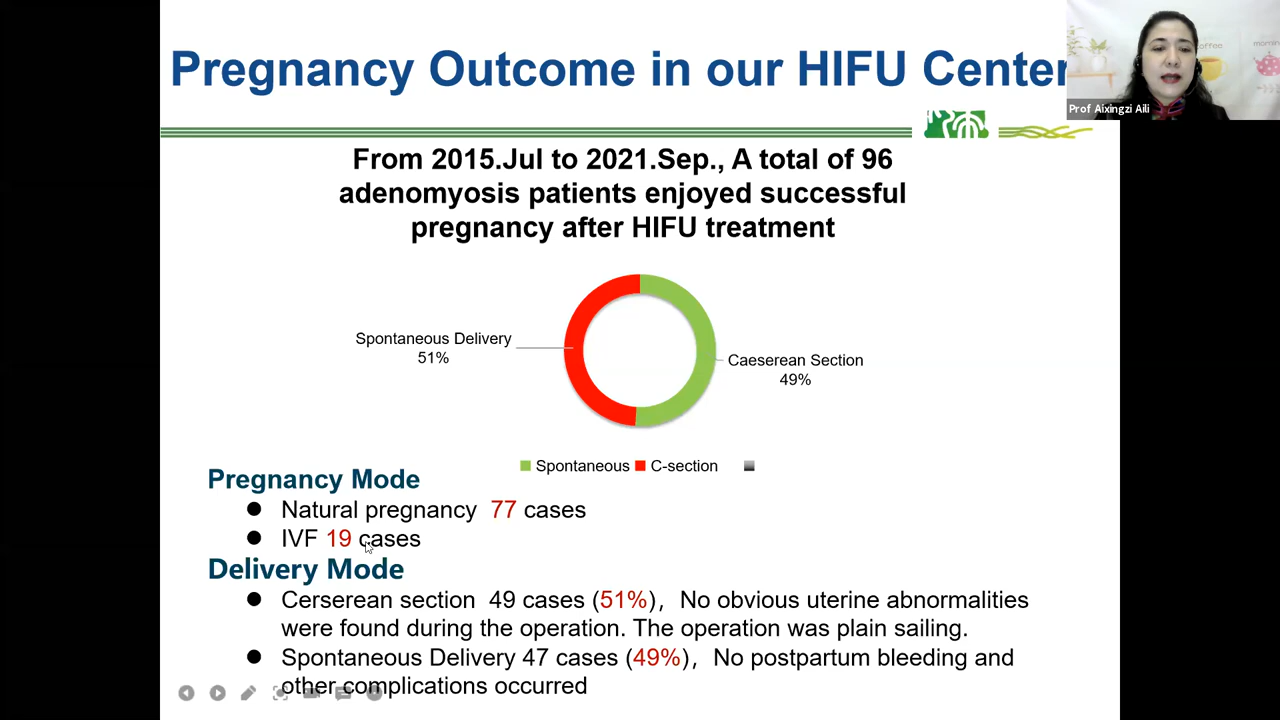 Pregnancy Outcome in our HIFU Center
Prof Aixingzi Aili
From 2015.Jul to 2021.Sep., A total of 96
adenomyosis patients enjoyed successful
pregnancy after HIFU treatment
Spontaneous Delivery
51%
Caeserean Section
49%
Spontaneous C-section
Pregnancy Mode
● Natural pregnancy 77 cases
● IVF 19 cases
Delivery Mode
● Cerserean section 49 cases (51%), No obvious uterine abnormalities
were found during the operation. The operation was plain sailing.
● Spontaneous Delivery 47 cases (49%), No postpartum bleeding and
other complications occurred